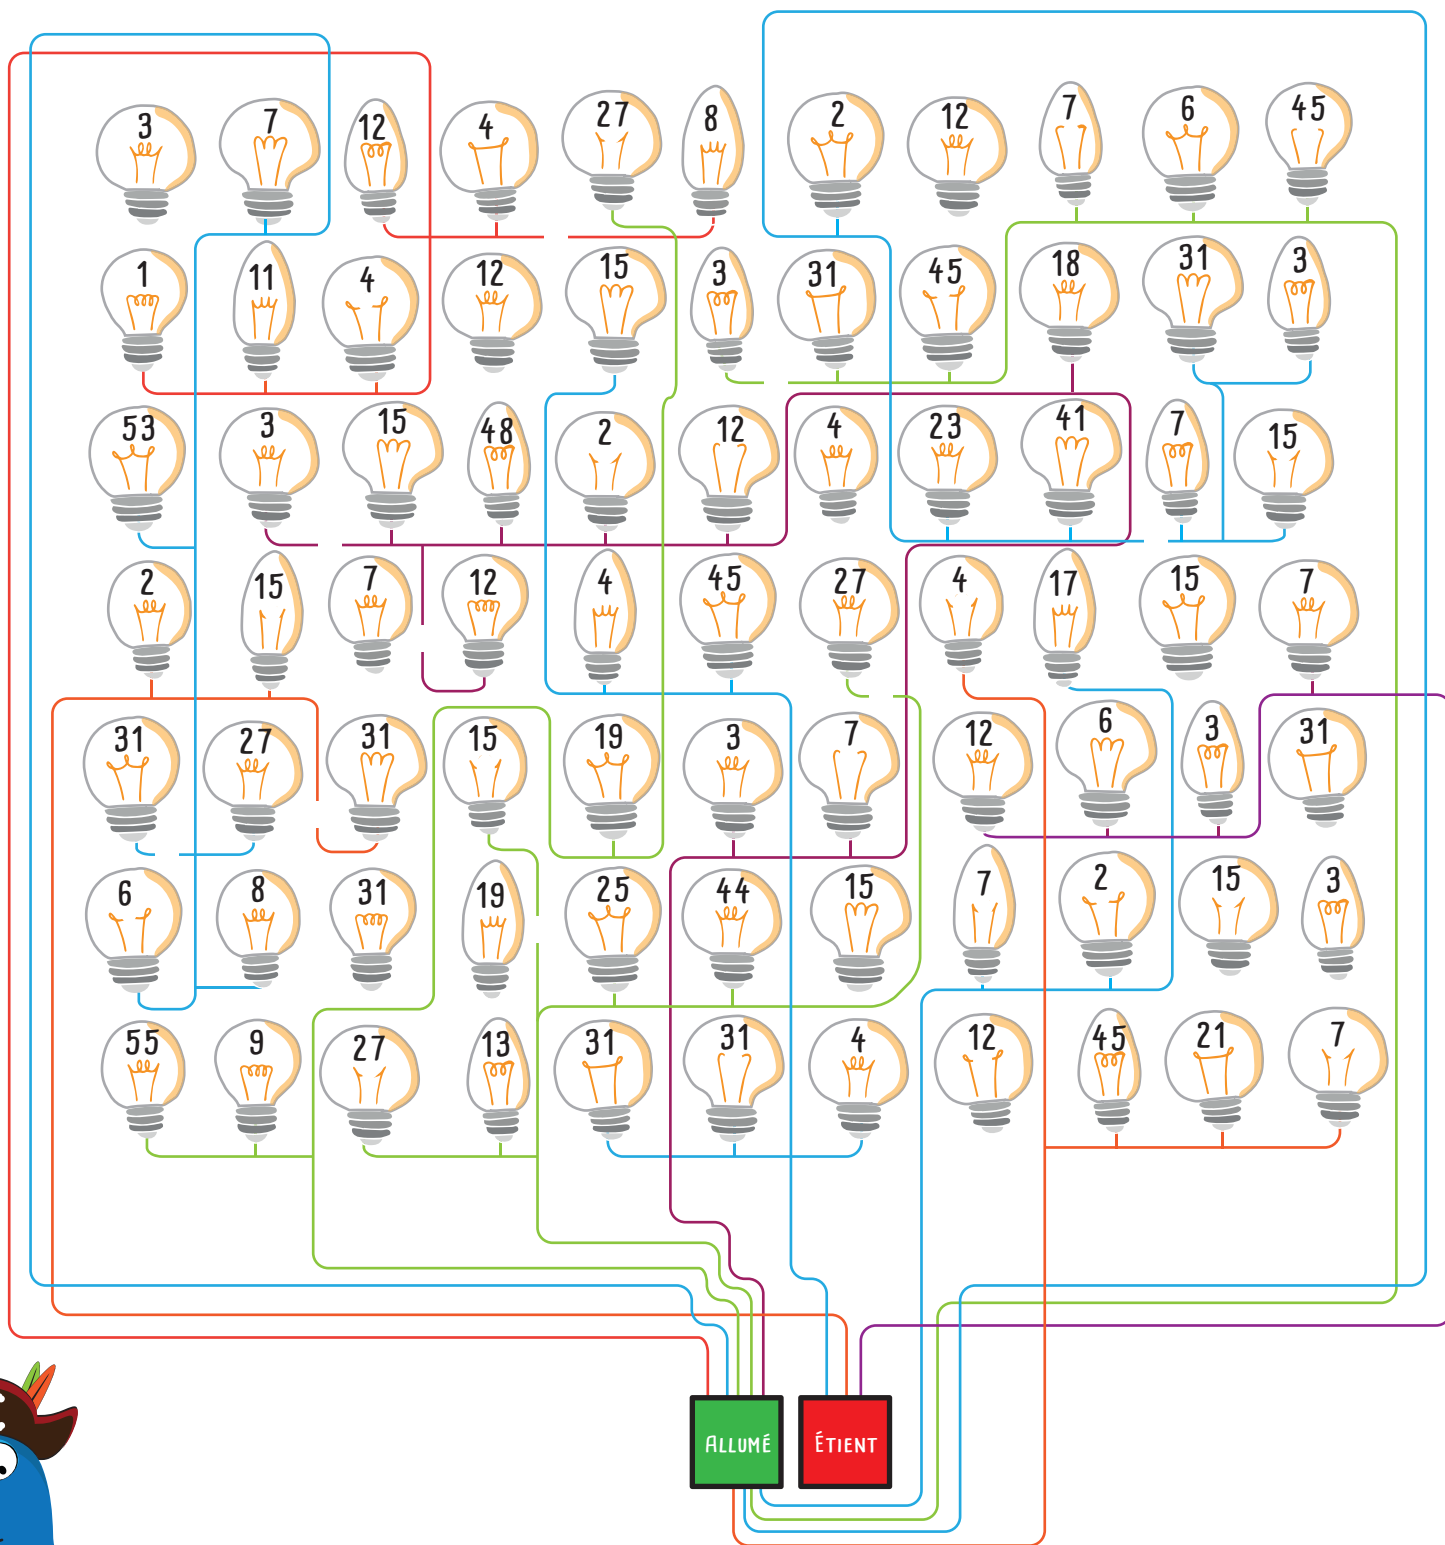 3 7 12 4 27 8 2 12 7 6 45
1 11 4 12 15 3 31 45 18 31 3
53 3 15 48 2 12 4 23 41 7 15
2 15 7 12 4 45 27 4 17 15 7
31 27 31 15 19 3 7 12 6 3 31
6 8 31 19 25 44 15 7 2 15 3
55 9 27 13 31 31 4 12 45 21 7
ALLUMÉ
ÉTIENT